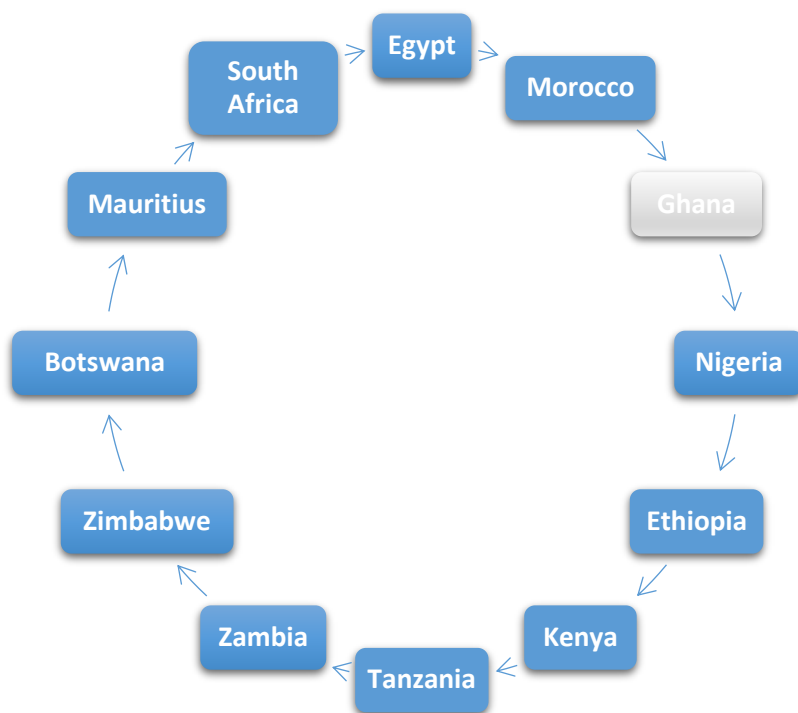 Egypt
Morocco
Ghana
Nigeria
Ethiopia
Kenya
Tanzania
Zambia
Zimbabwe
Botswana
Mauritius
South
Africa